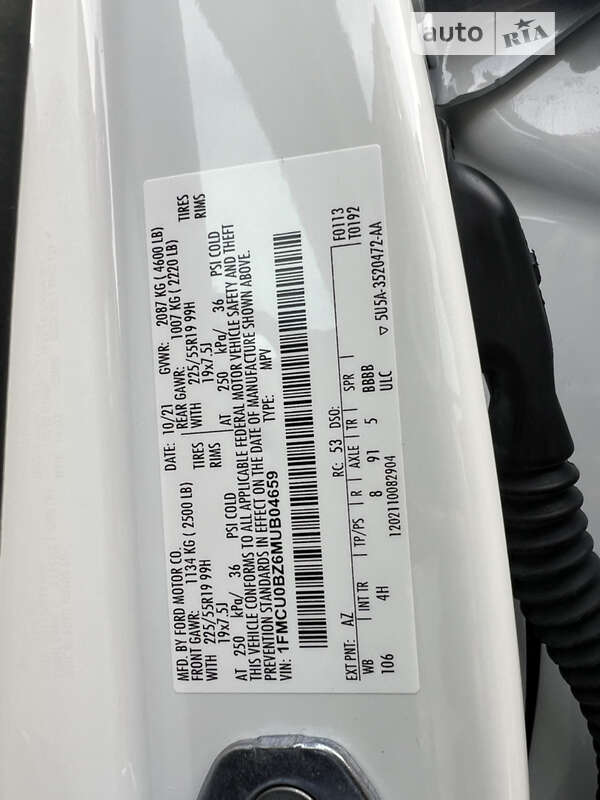 auto RIA
MFD. BY FORD MOTOR CO. DATE: 10/21 GVWR: 2087 KG ( 4600 LB)
FRONT GAWR: 1134 KG ( 2500 LB) REAR GAWR: 1007 KG ( 2220 LB)
WITH 225/55R19 99H TIRES WITH 225/55R19 99H TIRES
19x7.5J RIMS 19x7.5J RIMS
AT 250 kPa/ 36 PSI COLD AT 250 kPa/ 36 PSI COLD
THIS VEHICLE CONFORMS TO ALL APPLICABLE FEDERAL MOTOR VEHICLE SAFETY AND THEFT
PREVENTION STANDARDS IN EFFECT ON THE DATE OF MANUFACTURE SHOWN ABOVE.
VIN: 1FMCU0BZ6MUB04659 TYPE: MPV
F0113
EXT PNT: AZ RC: 53 DSO: T0192
WB INT TR TP/PS R AXLE TR SPR
106 4H 8 91 5 BBBB
ULC
1202110082904 ▽ 5U5A-3520472-AA